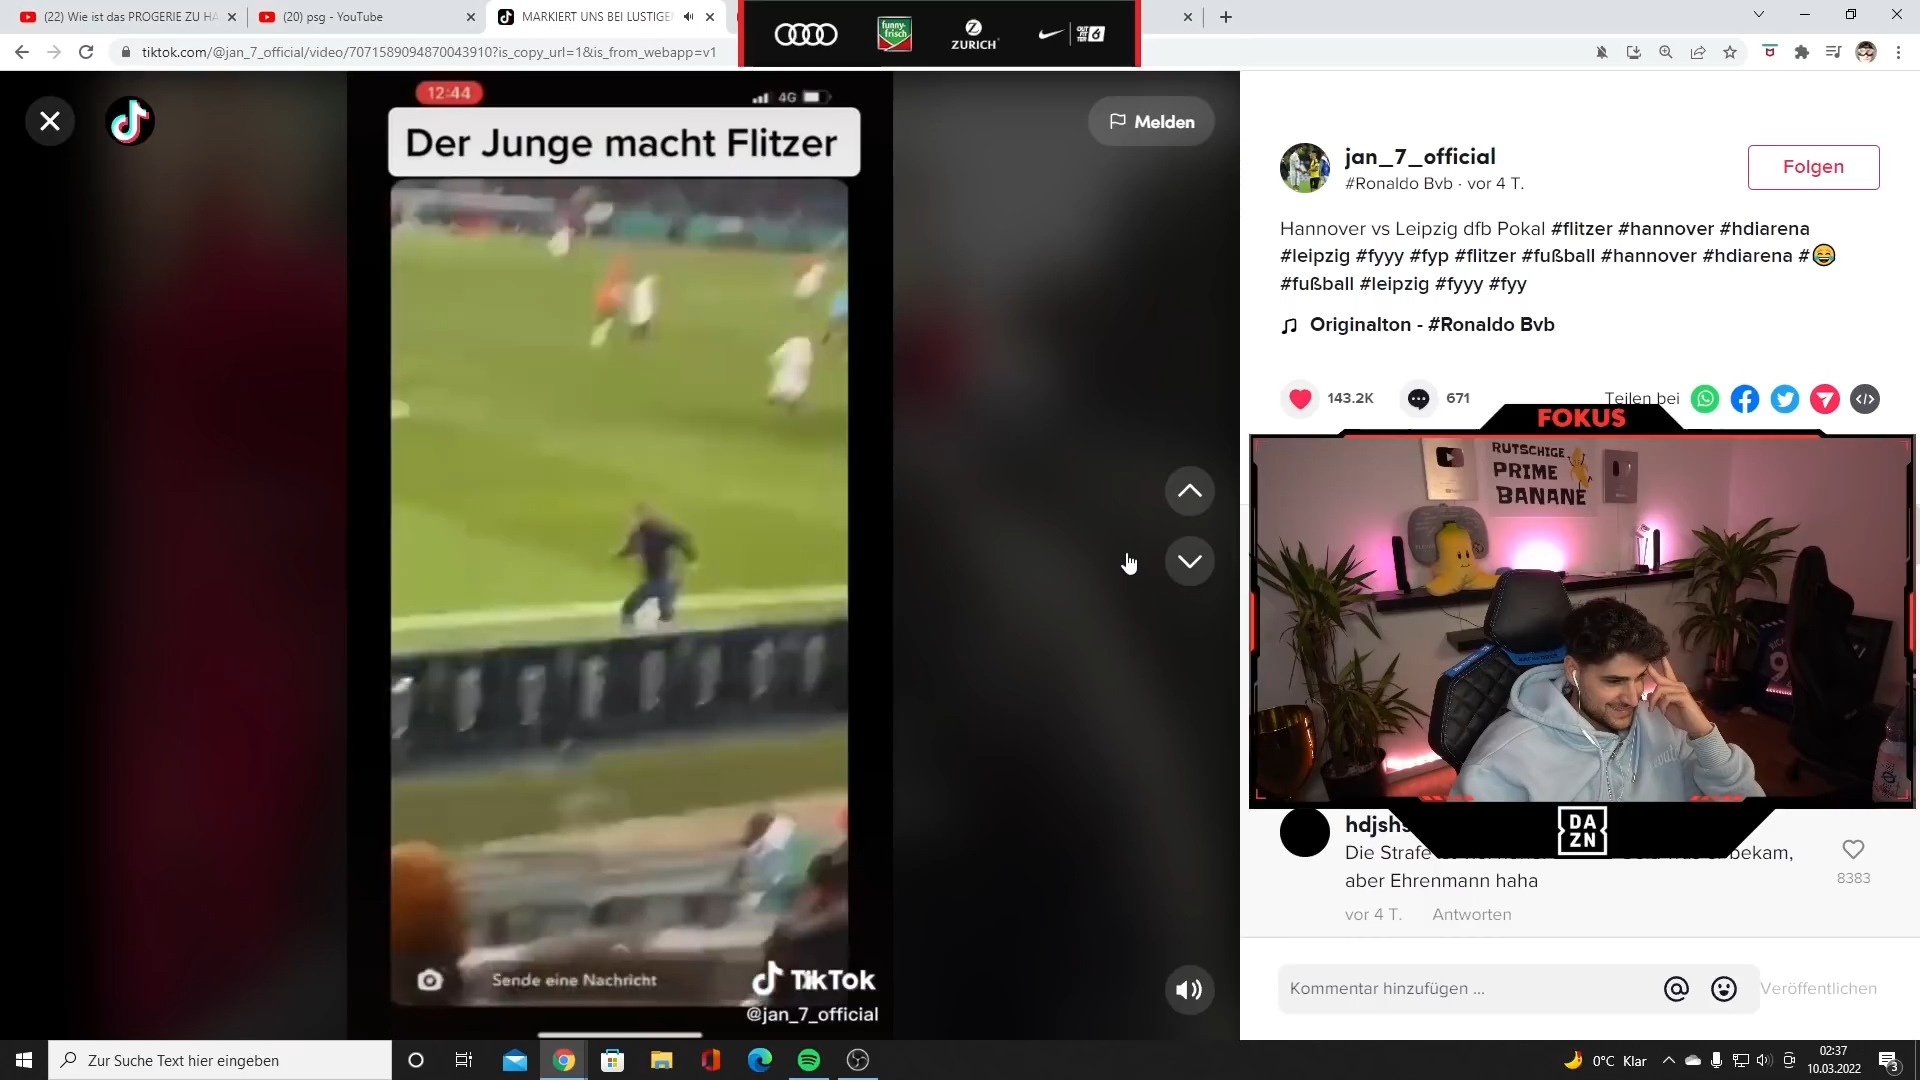 (22) Wie ist das PROGERIE ZU HA
(20) psg - YouTube
MARKIERT UNS BEI LUSTIGE
tiktok.com/@jan_7_official/video/7071589094870043910?is_copy_url=1&is_from_webapp=v1
funny-
frisch
ZURICH
12:44
4G
Der Junge macht Flitzer
Melden
Sende eine Nachricht
TikTok
@jan_7_official
jan_7_official
#Ronaldo Bvb · vor 4 T.
Folgen
Hannover vs Leipzig dfb Pokal #flitzer #hannover #hdiarena
#leipzig #fyyy #fyp #flitzer #fußball #hannover #hdiarena #😂
#fußball #leipzig #fyyy #fyy
Originalton - #Ronaldo Bvb
143.2K
671
Teilen bei
FOKUS
RUTSCHIGE
PRIME
BANANE
DA
ZN
Die Strafe
bekam,
aber Ehrenmann haha
8383
vor 4 T.
Antworten
Kommentar hinzufügen ...
Veröffentlichen
Zur Suche Text hier eingeben
0°C Klar
02:37
10.03.2022
3